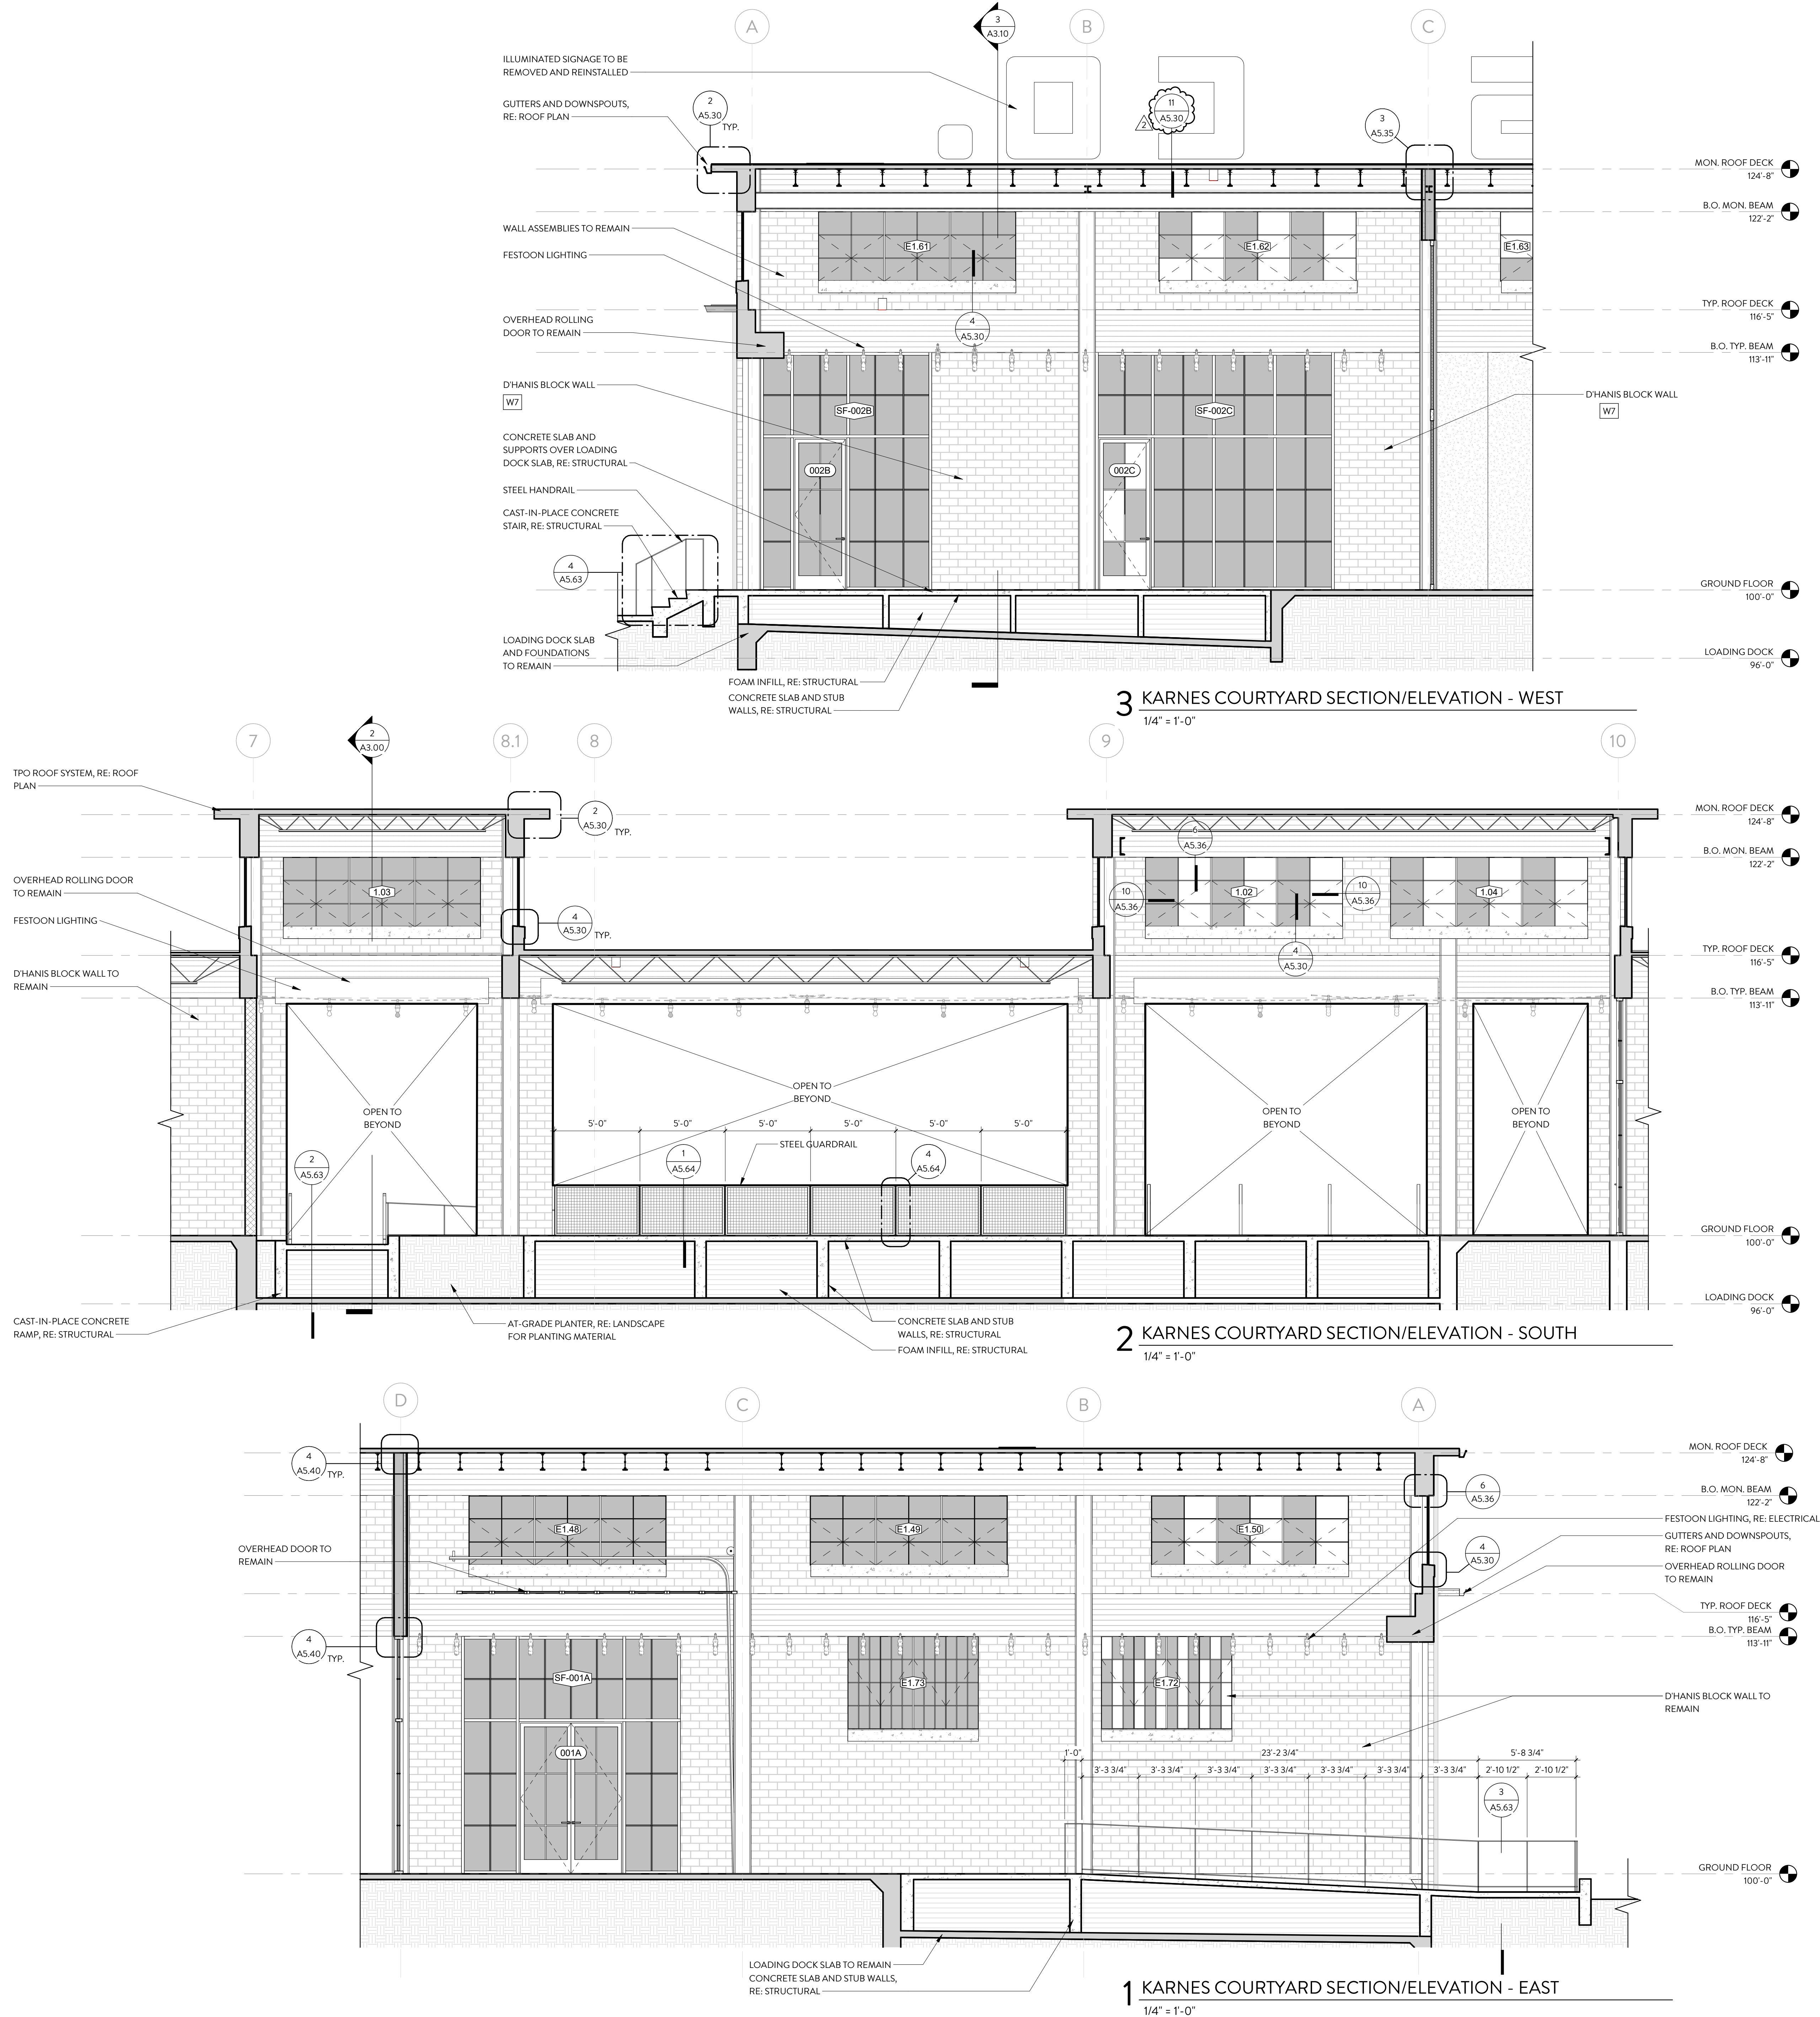 A
3
A3.10
B
C
ILLUMINATED SIGNAGE TO BE
REMOVED AND REINSTALLED
GUTTERS AND DOWNSPOUTS,
RE: ROOF PLAN
2
A5.30
TYP.
2
11
A5.30
3
A5.35
MON. ROOF DECK
124'-8"
B.O. MON. BEAM
122'-2"
WALL ASSEMBLIES TO REMAIN
FESTOON LIGHTING
E1.61
E1.62
E1.63
TYP. ROOF DECK
116'-5"
OVERHEAD ROLLING
DOOR TO REMAIN
4
A5.30
B.O. TYP. BEAM
113'-11"
D'HANIS BLOCK WALL
W7
SF-002B
SF-002C
D'HANIS BLOCK WALL
W7
CONCRETE SLAB AND
SUPPORTS OVER LOADING
DOCK SLAB, RE: STRUCTURAL
002B
002C
STEEL HANDRAIL
CAST-IN-PLACE CONCRETE
STAIR, RE: STRUCTURAL
4
A5.63
GROUND FLOOR
100'-0"
LOADING DOCK SLAB
AND FOUNDATIONS
TO REMAIN
LOADING DOCK
96'-0"
FOAM INFILL, RE: STRUCTURAL
CONCRETE SLAB AND STUB
WALLS, RE: STRUCTURAL
3 KARNES COURTYARD SECTION/ELEVATION - WEST
1/4" = 1'-0"
7
2
A3.00
8.1
8
9
10
TPO ROOF SYSTEM, RE: ROOF
PLAN
2
A5.30
TYP.
MON. ROOF DECK
124'-8"
6
A5.36
B.O. MON. BEAM
122'-2"
OVERHEAD ROLLING DOOR
TO REMAIN
1.03
10
A5.36
1.02
10
A5.36
1.04
FESTOON LIGHTING
4
A5.30
TYP.
4
A5.30
TYP. ROOF DECK
116'-5"
D'HANIS BLOCK WALL TO
REMAIN
B.O. TYP. BEAM
113'-11"
OPEN TO
BEYOND
OPEN TO
BEYOND
OPEN TO
BEYOND
OPEN TO
BEYOND
5'-0"
5'-0"
5'-0"
5'-0"
5'-0"
5'-0"
STEEL GUARDRAIL
2
A5.63
1
A5.64
4
A5.64
GROUND FLOOR
100'-0"
LOADING DOCK
96'-0"
CAST-IN-PLACE CONCRETE
RAMP, RE: STRUCTURAL
AT-GRADE PLANTER, RE: LANDSCAPE
FOR PLANTING MATERIAL
CONCRETE SLAB AND STUB
WALLS, RE: STRUCTURAL
FOAM INFILL, RE: STRUCTURAL
2 KARNES COURTYARD SECTION/ELEVATION - SOUTH
1/4" = 1'-0"
D
C
B
A
4
A5.40
TYP.
MON. ROOF DECK
124'-8"
6
A5.36
B.O. MON. BEAM
122'-2"
E1.48
E1.49
E1.50
FESTOON LIGHTING, RE: ELECTRICAL
GUTTERS AND DOWNSPOUTS,
RE: ROOF PLAN
OVERHEAD DOOR TO
REMAIN
4
A5.30
OVERHEAD ROLLING DOOR
TO REMAIN
TYP. ROOF DECK
116'-5"
B.O. TYP. BEAM
113'-11"
4
A5.40
TYP.
SF-001A
E1.73
E1.72
D'HANIS BLOCK WALL TO
REMAIN
001A
1'-0"
23'-2 3/4"
5'-8 3/4"
3'-3 3/4"
3'-3 3/4"
3'-3 3/4"
3'-3 3/4"
3'-3 3/4"
3'-3 3/4"
3'-3 3/4"
2'-10 1/2"
2'-10 1/2"
3
A5.63
GROUND FLOOR
100'-0"
LOADING DOCK SLAB TO REMAIN
CONCRETE SLAB AND STUB WALLS,
RE: STRUCTURAL
1 KARNES COURTYARD SECTION/ELEVATION - EAST
1/4" = 1'-0"